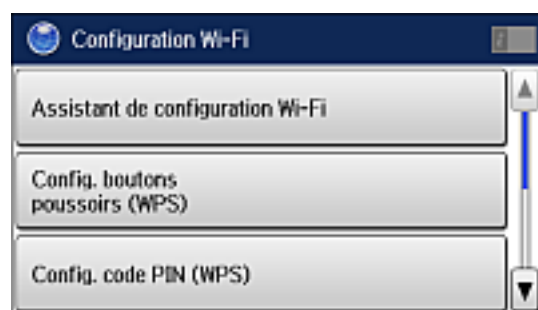 Configuration Wi-Fi
Assistant de configuration Wi-Fi
Config. boutons
poussoirs (WPS)
Config. code PIN (WPS)